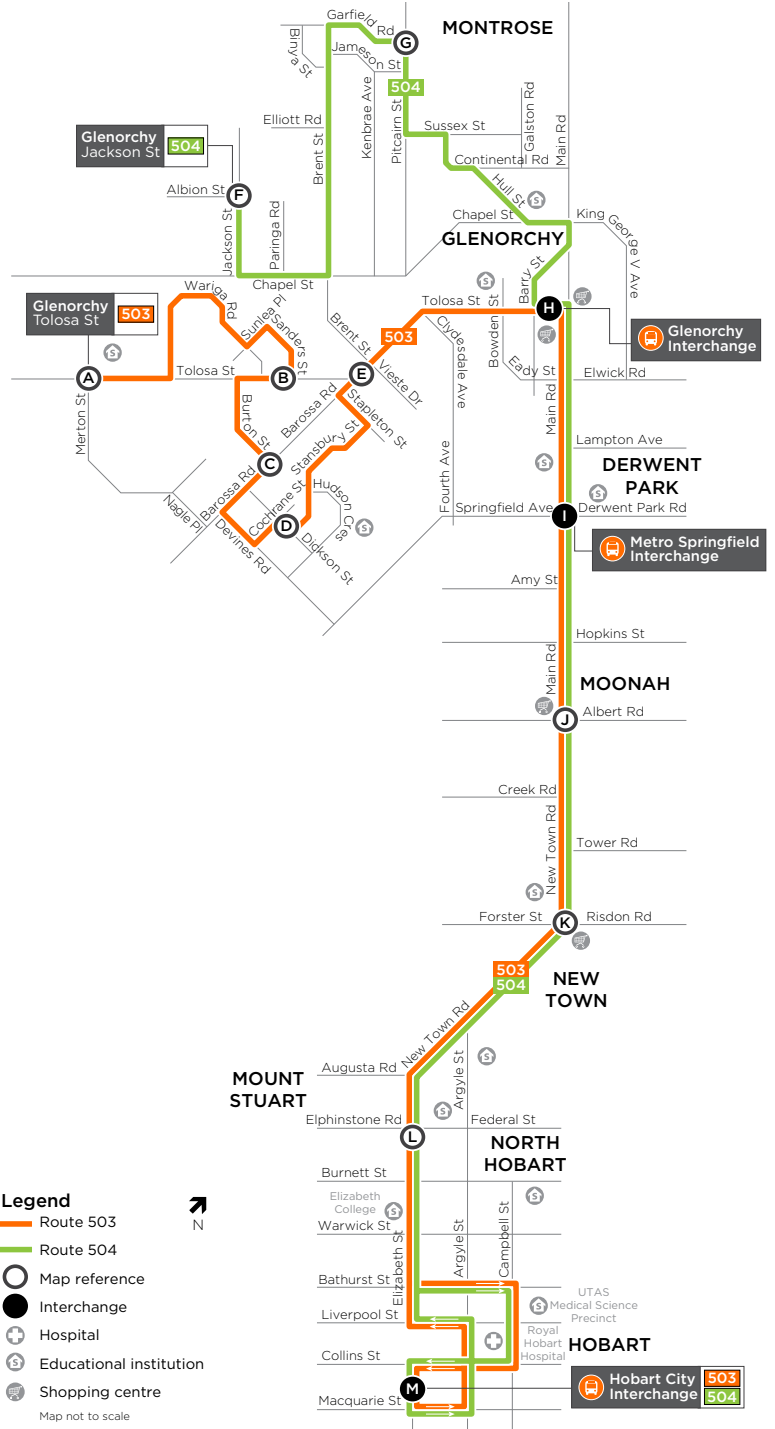 Garfield
Rd
MONTROSE
G
Binya St
Jameson St
504
Kenbrae Ave
Pitcairn St
Galston Rd
Main Rd
Elliott Rd
Sussex St
Brent St
Glenorchy
Jackson St
504
Continental Rd
Albion St
F
Hull St
Jackson St
Paringa Rd
Chapel St
King George V Ave
GLENORCHY
Chapel St
Barry St
Wariga Rd
Glenorchy
Tolosa St
503
Sunlea Pl
Sanders St
Tolosa St
Bowden St
H
Brent St
503
Clydesdale Ave
Glenorchy
Interchange
Tolosa St
A
B
E
Vieste Dr
Eady St
Elwick Rd
Merton St
Burton St
Barossa Rd
Stapleton St
Main Rd
Stansbury St
Lampton Ave
C
Barossa Rd
Cochrane St
Hudson Cres
Fourth Ave
DERWENT
PARK
Nagle Pl
D
Springfield Ave
I
Derwent Park Rd
Devines Rd
Dickson St
Metro Springfield
Interchange
Amy St
Hopkins St
Main Rd
MOONAH
J
Albert Rd
Creek Rd
New Town Rd
Tower Rd
Forster St
K
Risdon Rd
503
504
NEW
TOWN
New Town Rd
Augusta Rd
Argyle St
MOUNT
STUART
Elphinstone Rd
Federal St
L
NORTH
HOBART
Burnett St
Elizabeth
College
Warwick St
Elizabeth St
Argyle St
Campbell St
Bathurst St
UTAS
Medical Science
Precinct
Liverpool St
Royal
Hobart
Hospital
HOBART
Collins St
M
Hobart City
Interchange
503
504
Macquarie St
Legend
N
Route 503
Route 504
Map reference
Interchange
Hospital
Educational institution
Shopping centre
Map not to scale